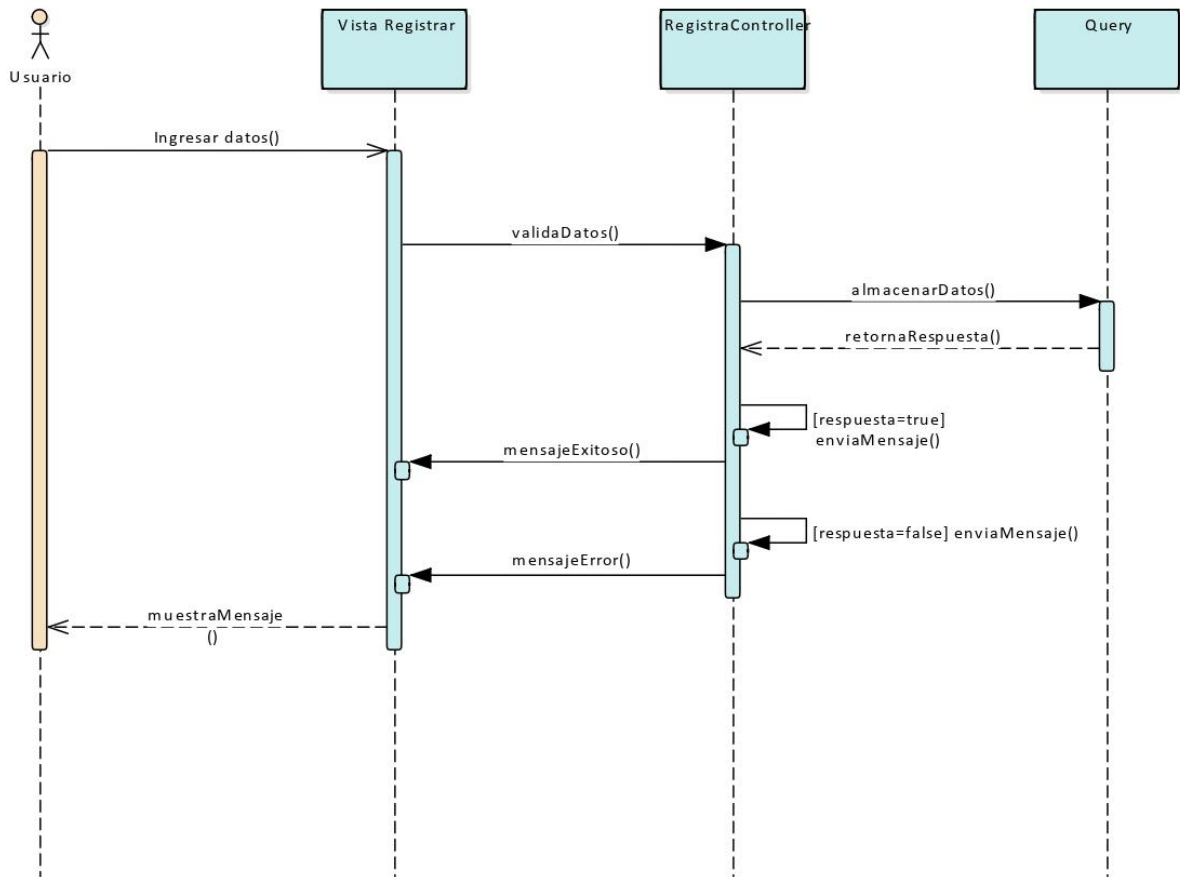 Vista Registrar
RegistraController
Query
Usuario
Ingresar datos()
validaDatos()
almacenarDatos()
retornaRespuesta()
[respuesta=true]
enviaMensaje()
mensajeExitoso()
[respuesta=false] enviaMensaje()
mensajeError()
muestraMensaje
()